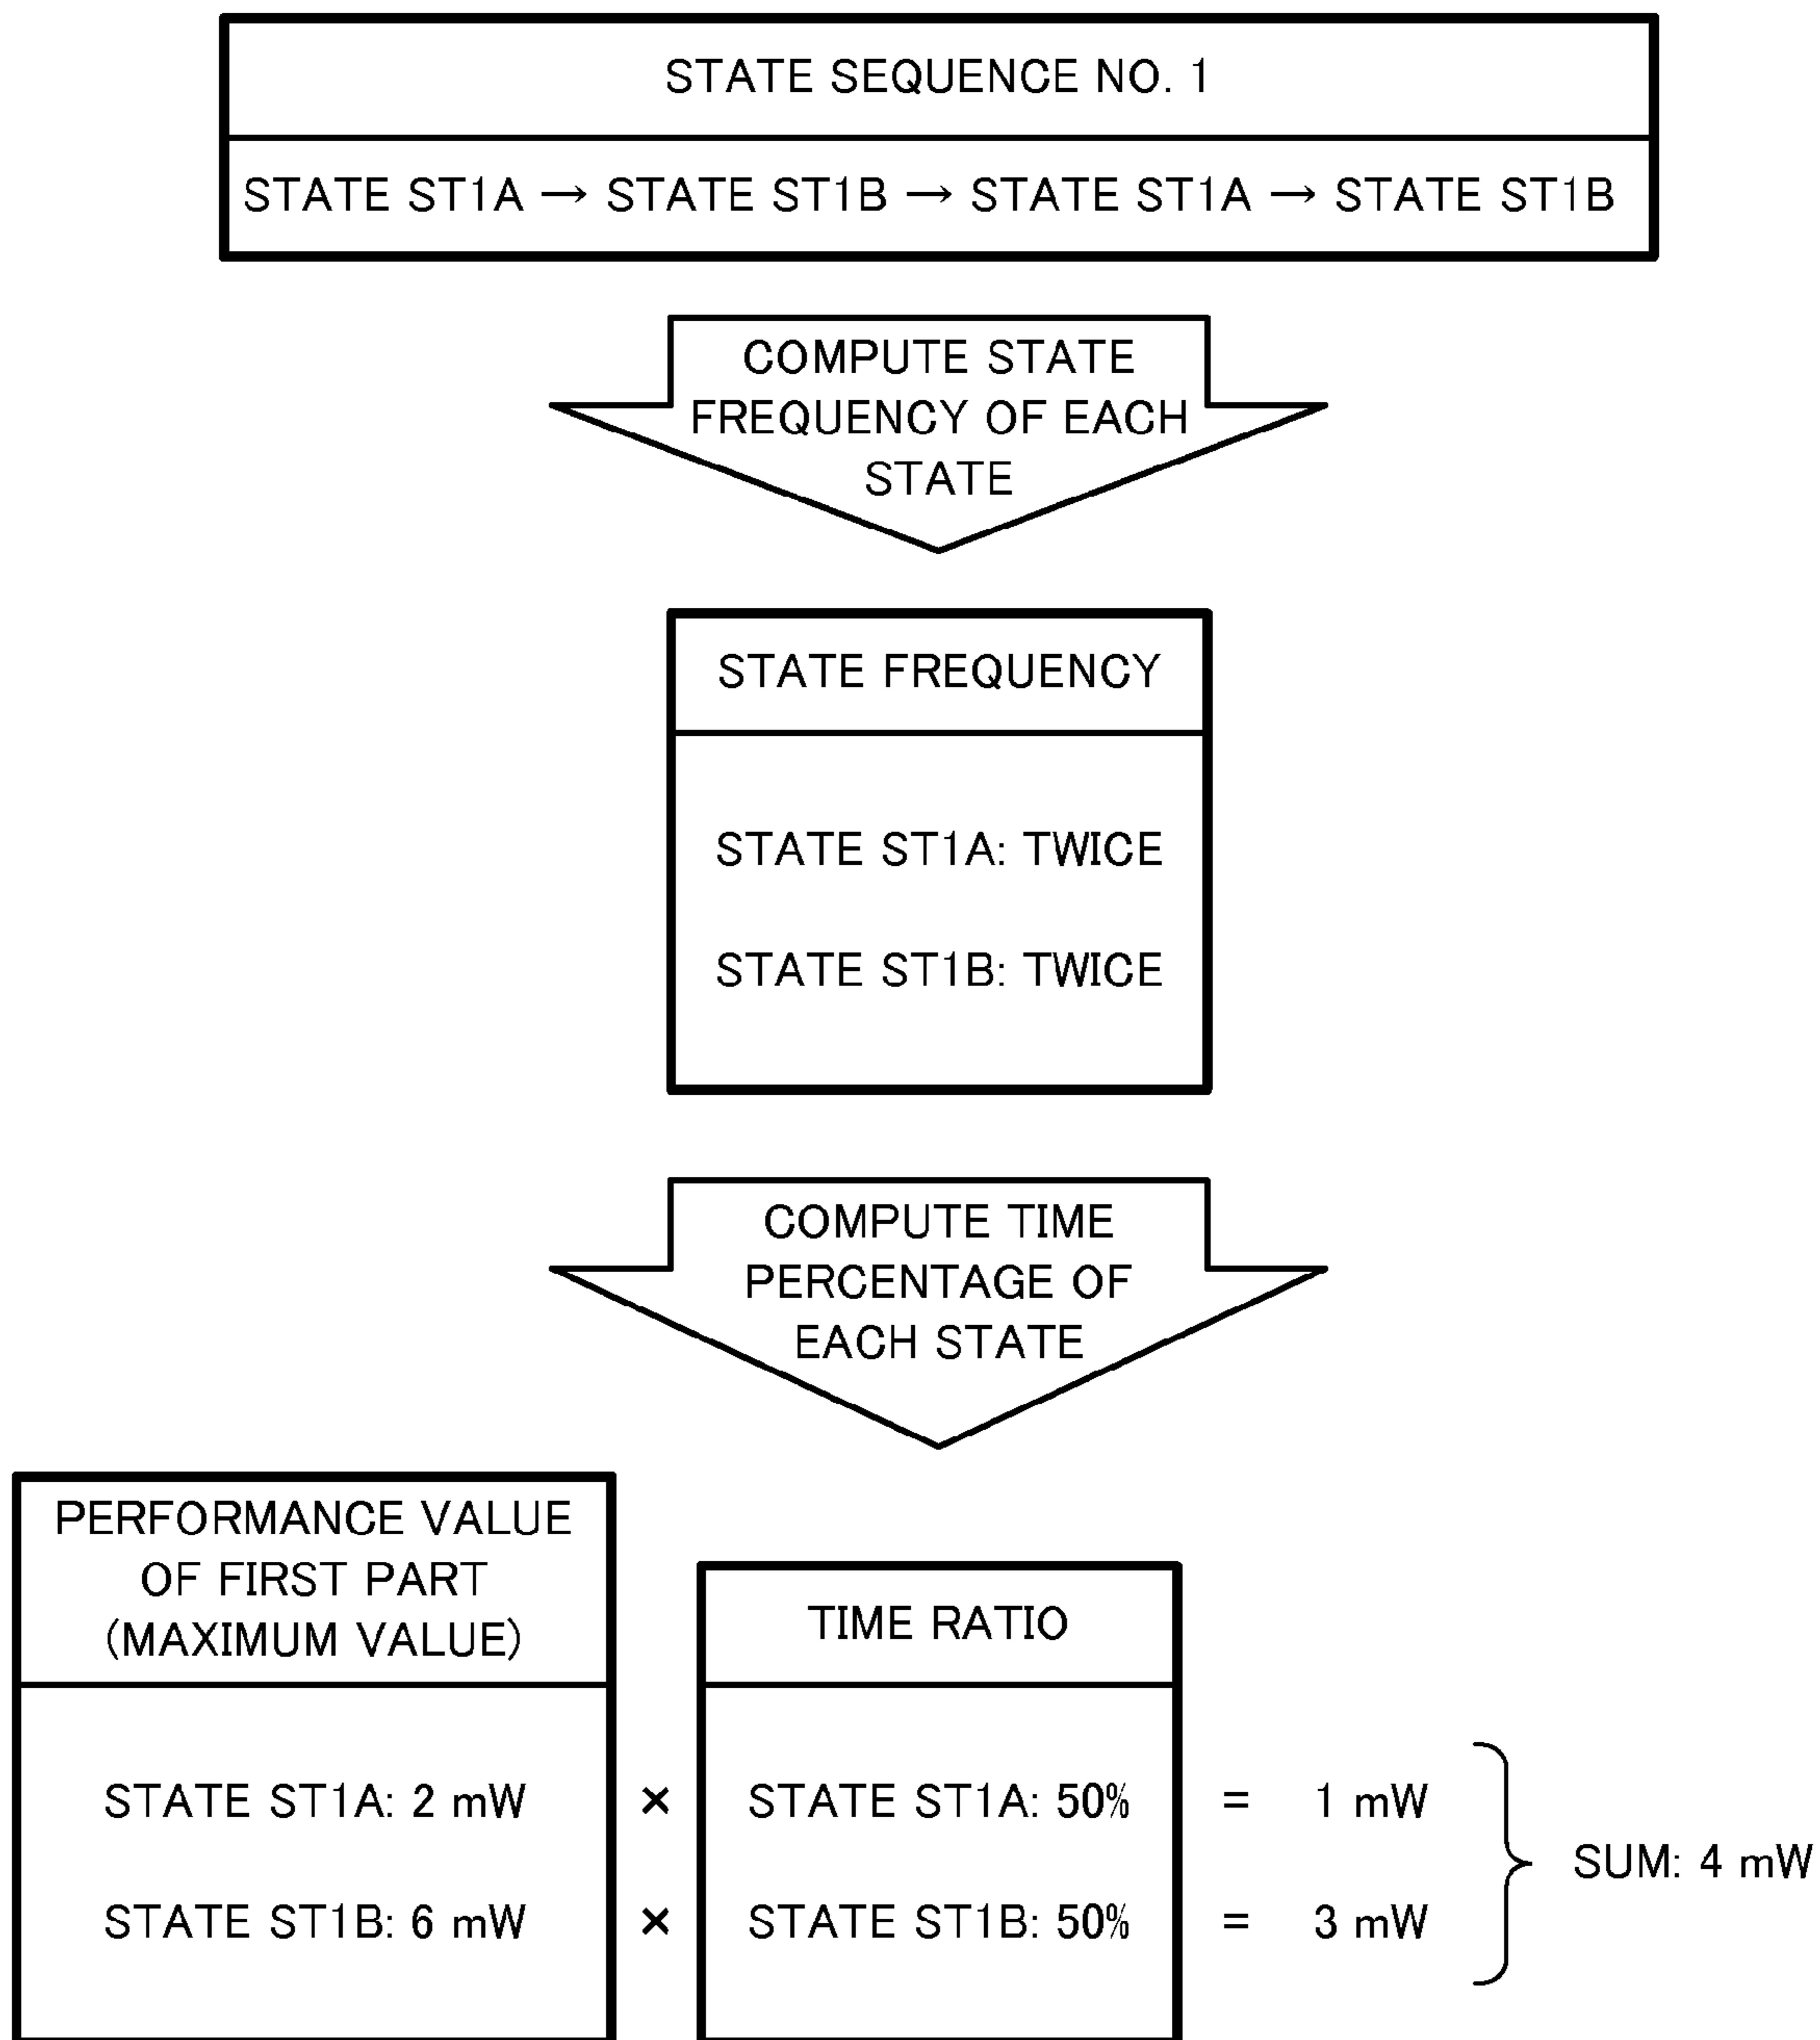 STATE SEQUENCE NO. 1
STATE ST1A → STATE ST1B → STATE ST1A → STATE ST1B
COMPUTE STATE
FREQUENCY OF EACH
STATE
STATE FREQUENCY
STATE ST1A: TWICE
STATE ST1B: TWICE
COMPUTE TIME
PERCENTAGE OF
EACH STATE
PERFORMANCE VALUE
OF FIRST PART
(MAXIMUM VALUE)
TIME RATIO
STATE ST1A: 2 mW × STATE ST1A: 50% = 1 mW
SUM: 4 mW
STATE ST1B: 6 mW × STATE ST1B: 50% = 3 mW